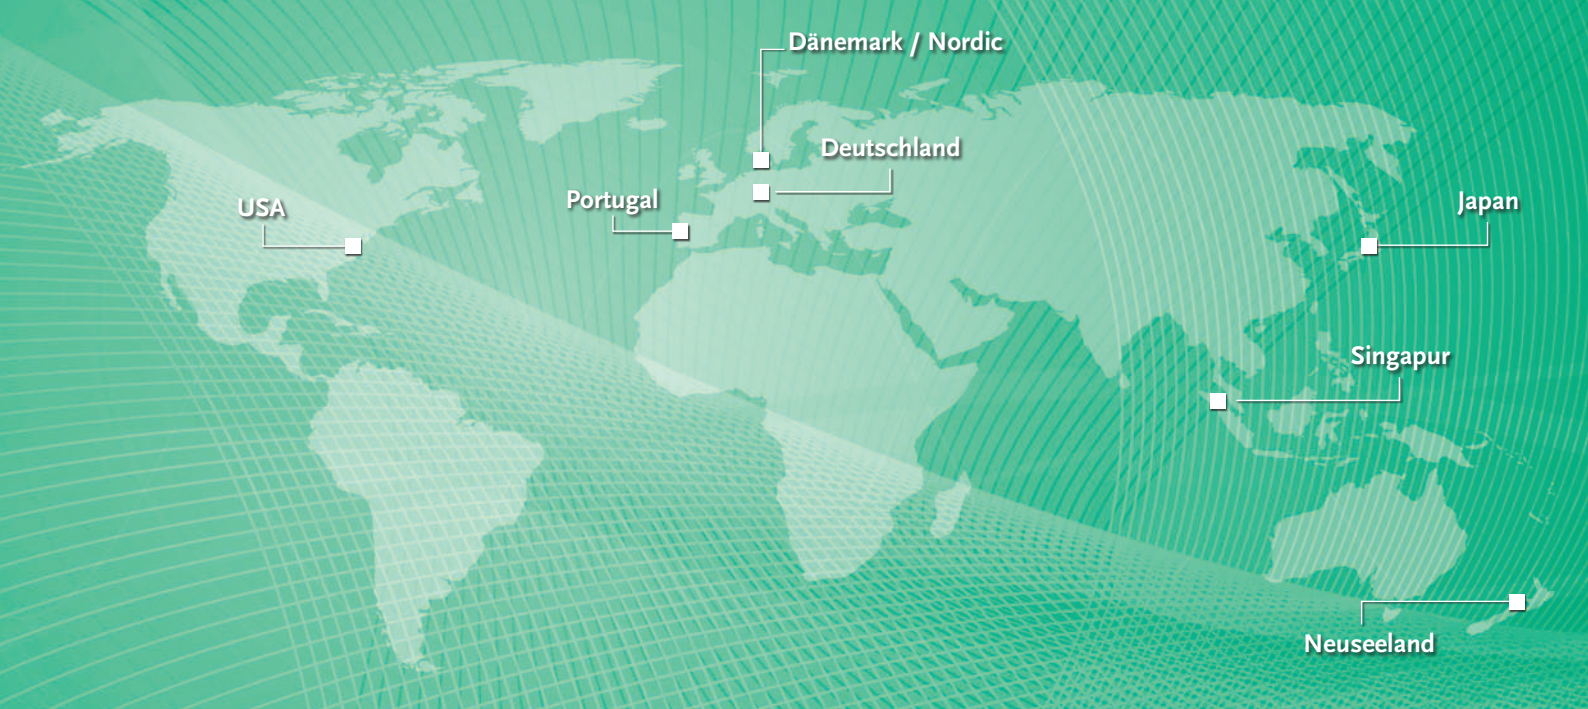 Dänemark / Nordic
Deutschland
Portugal
USA
Japan
Singapur
Neuseeland